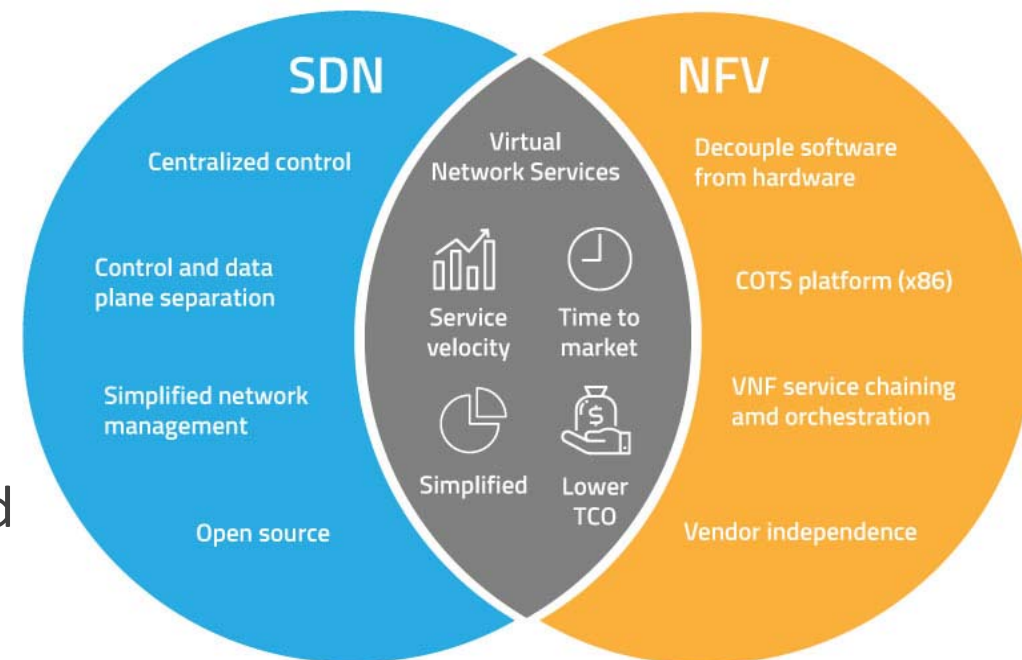 SDN
Centralized control
Control and data
plane separation
Simplified network
management
Open source
d
Virtual
Network Services
Service
velocity
Time to
market
Simplified
Lower
TCO
$
NFV
Decouple software
from hardware
COTS platform (x86)
VNF service chaining
amd orchestration
Vendor independence